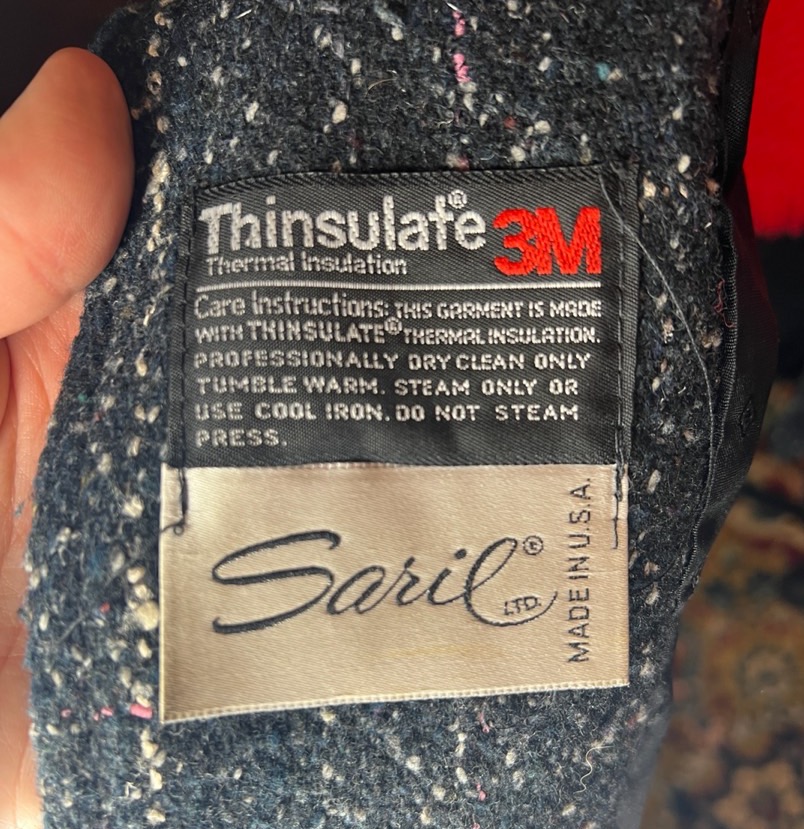 Thinsulate® 3M
Thermal Insulation
Care Instructions: THIS GARMENT IS MADE
WITH THINSULATE® THERMAL INSULATION.
PROFESSIONALLY DRY CLEAN ONLY
TUMBLE WARM. STEAM ONLY OR
USE COOL IRON. DO NOT STEAM
PRESS.
Saril® LTD.
MADE IN U.S.A.